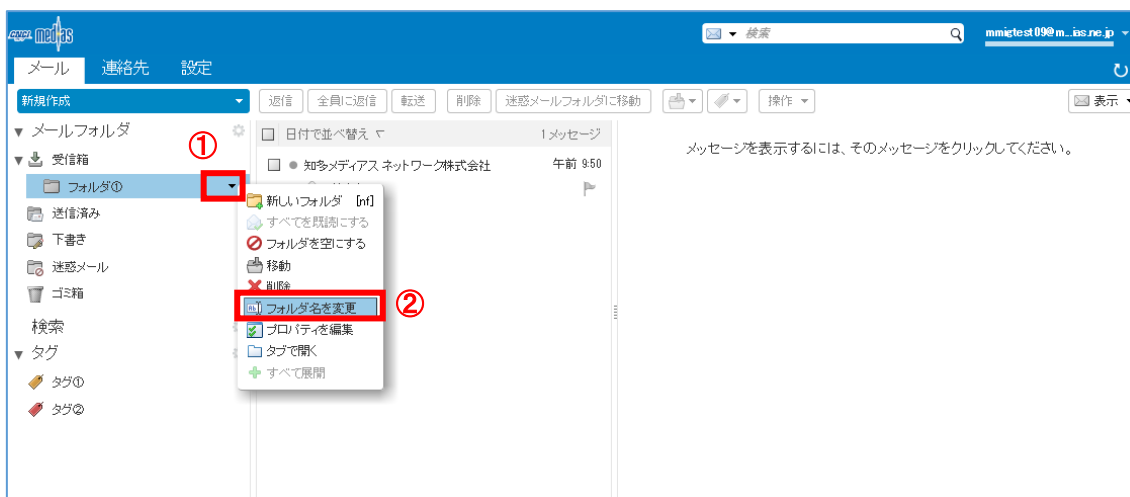 medias
検索
mmigtest09@m...ias.ne.jp
メール 連絡先 設定
新規作成
返信 全員に返信 転送 削除 迷惑メールフォルダに移動 操作 表示
メールフォルダ
日付で並べ替え 1メッセージ
①
メッセージを表示するには、そのメッセージをクリックしてください。
受信箱
知多メディアスネットワーク株式会社 午前 9:50
フォルダ①
送信済み
下書き
迷惑メール
ゴミ箱
検索
タグ
タグ①
タグ②
新しいフォルダ [nf]
すべてを既読にする
フォルダを空にする
移動
削除
フォルダ名を変更
②
プロパティを編集
タブで開く
すべて展開